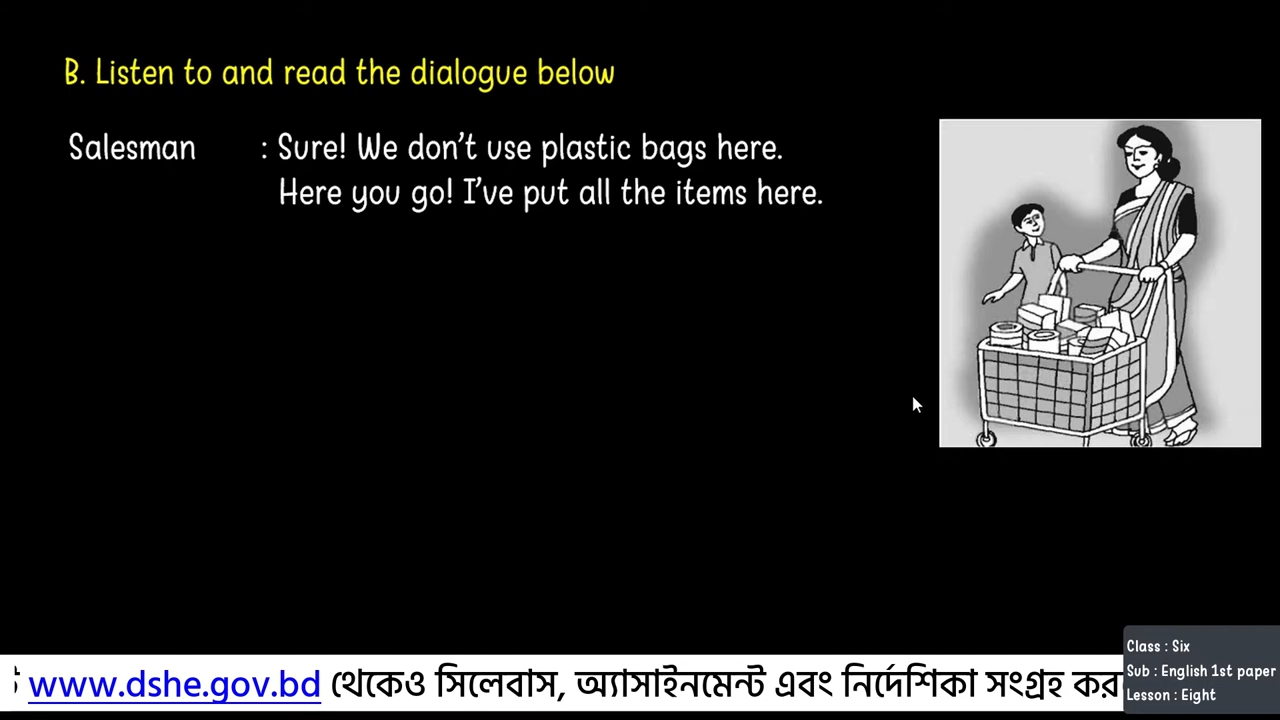 B. Listen to and read the dialogue below
Salesman : Sure! We don't use plastic bags here.
Here you go! I've put all the items here.
Class : Six
Sub : English 1st paper
Lesson : Eight
www.dshe.gov.bd থেকেও সিলেবাস, অ্যাসাইনমেন্ট এবং নির্দেশিকা সংগ্রহ কর